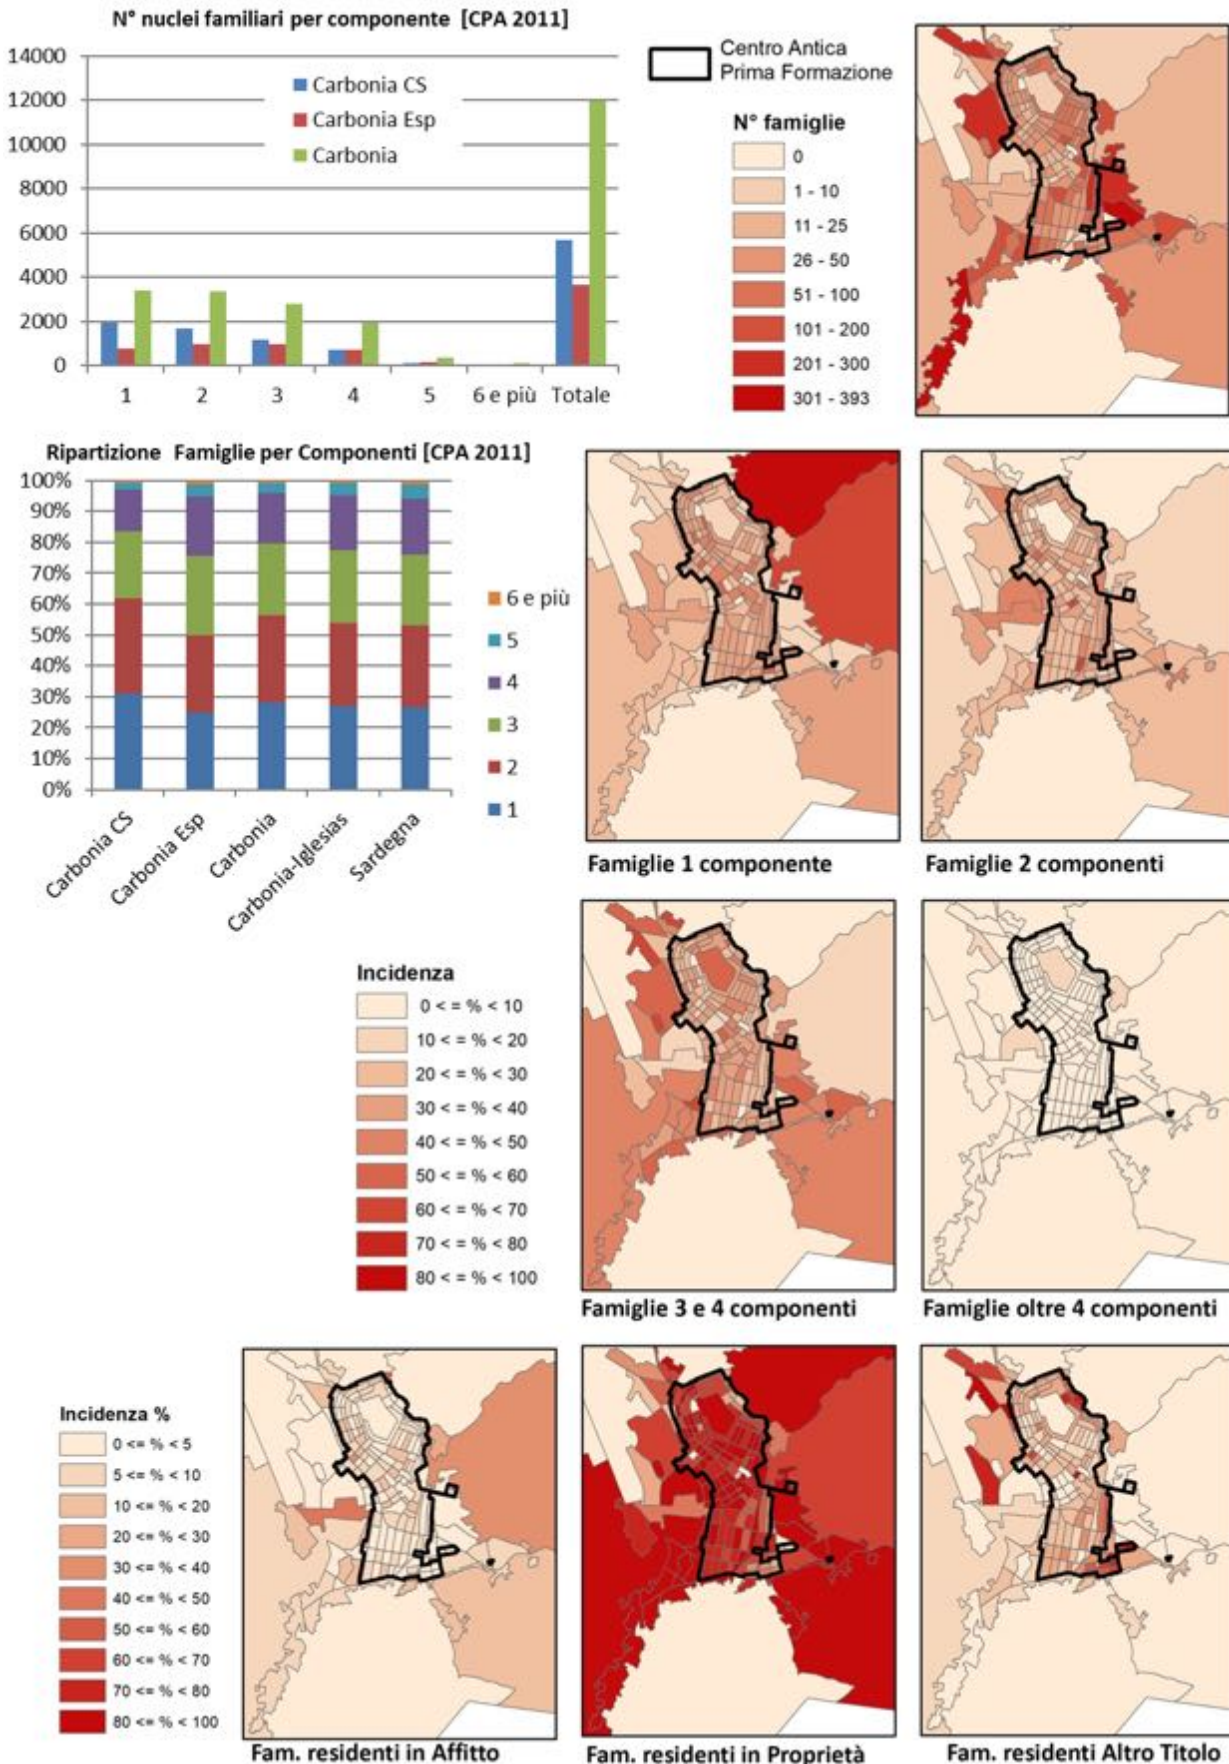 N° nuclei familiari per componente [CPA 2011]
14000
12000
10000
8000
6000
4000
2000
0
Carbonia CS
Carbonia Esp
Carbonia
1 2 3 4 5 6 e più Totale
Centro Antica
Prima Formazione
N° famiglie
0
1 - 10
11 - 25
26 - 50
51 - 100
101 - 200
201 - 300
301 - 393
Ripartizione Famiglie per Componenti [CPA 2011]
100%
90%
80%
70%
60%
50%
40%
30%
20%
10%
0%
6 e più
5
4
3
2
1
Carbonia CS
Carbonia Esp
Carbonia
Carbonia-Iglesias
Sardegna
Famiglie 1 componente
Famiglie 2 componenti
Incidenza
0 < = % < 10
10 < = % < 20
20 < = % < 30
30 < = % < 40
40 < = % < 50
50 < = % < 60
60 < = % < 70
70 < = % < 80
80 < = % < 100
Famiglie 3 e 4 componenti
Famiglie oltre 4 componenti
Incidenza %
0 <= % < 5
5 <= % < 10
10 <= % < 20
20 <= % < 30
30 <= % < 40
40 <= % < 50
50 <= % < 60
60 <= % < 70
70 <= % < 80
80 <= % < 100
Fam. residenti in Affitto
Fam. residenti in Proprietà
Fam. residenti Altro Titolo